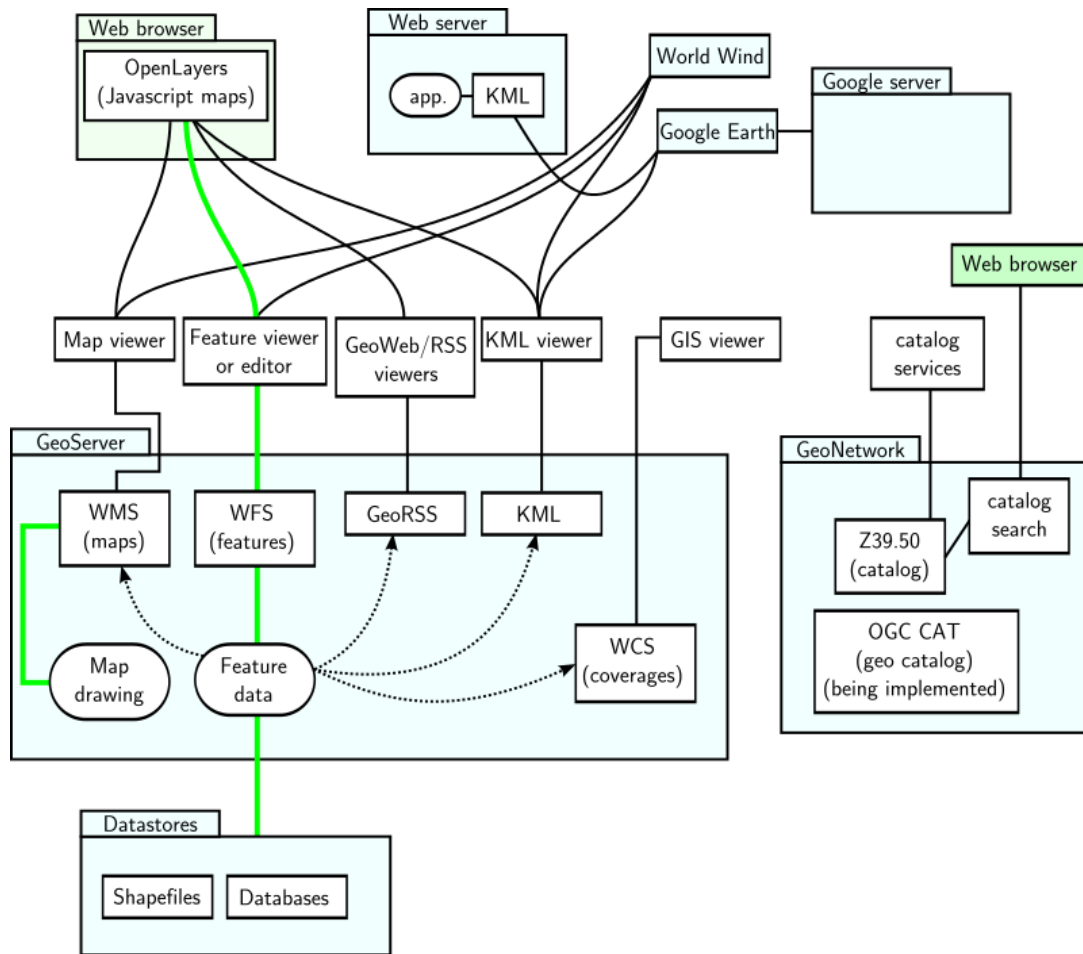 Web browser
OpenLayers
(Javascript maps)
Web server
app.
KML
World Wind
Google Earth
Google server
Web browser
Map viewer
Feature viewer
or editor
GeoWeb/RSS
viewers
KML viewer
GIS viewer
catalog
services
GeoServer
WMS
(maps)
WFS
(features)
GeoRSS
KML
Map
drawing
Feature
data
WCS
(coverages)
GeoNetwork
catalog
search
Z39.50
(catalog)
OGC CAT
(geo catalog)
(being implemented)
Datastores
Shapefiles
Databases